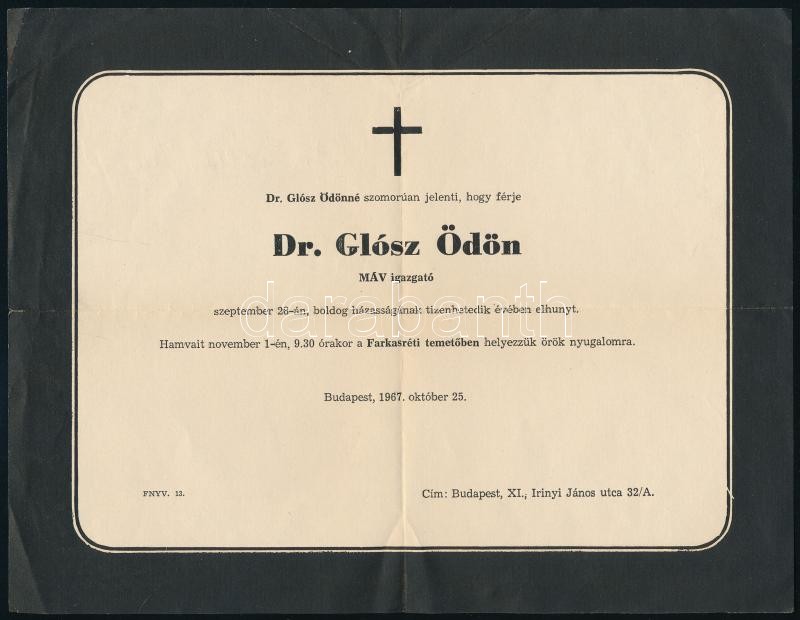 Dr. Glósz Ödönné szomorúan jelenti, hogy férje
Dr. Glósz Ödön
MÁV igazgató
szeptember 28-án, boldog házasságának tizenhetedik évében elhunyt.
darabanth
Hamvait november 1-én, 9.30 órakor a Farkasréti temetőben helyezzük örök nyugalomra.
Budapest, 1967. október 25.
FNYV. 13.
Cím: Budapest, XI., Irinyi János utca 32/A.